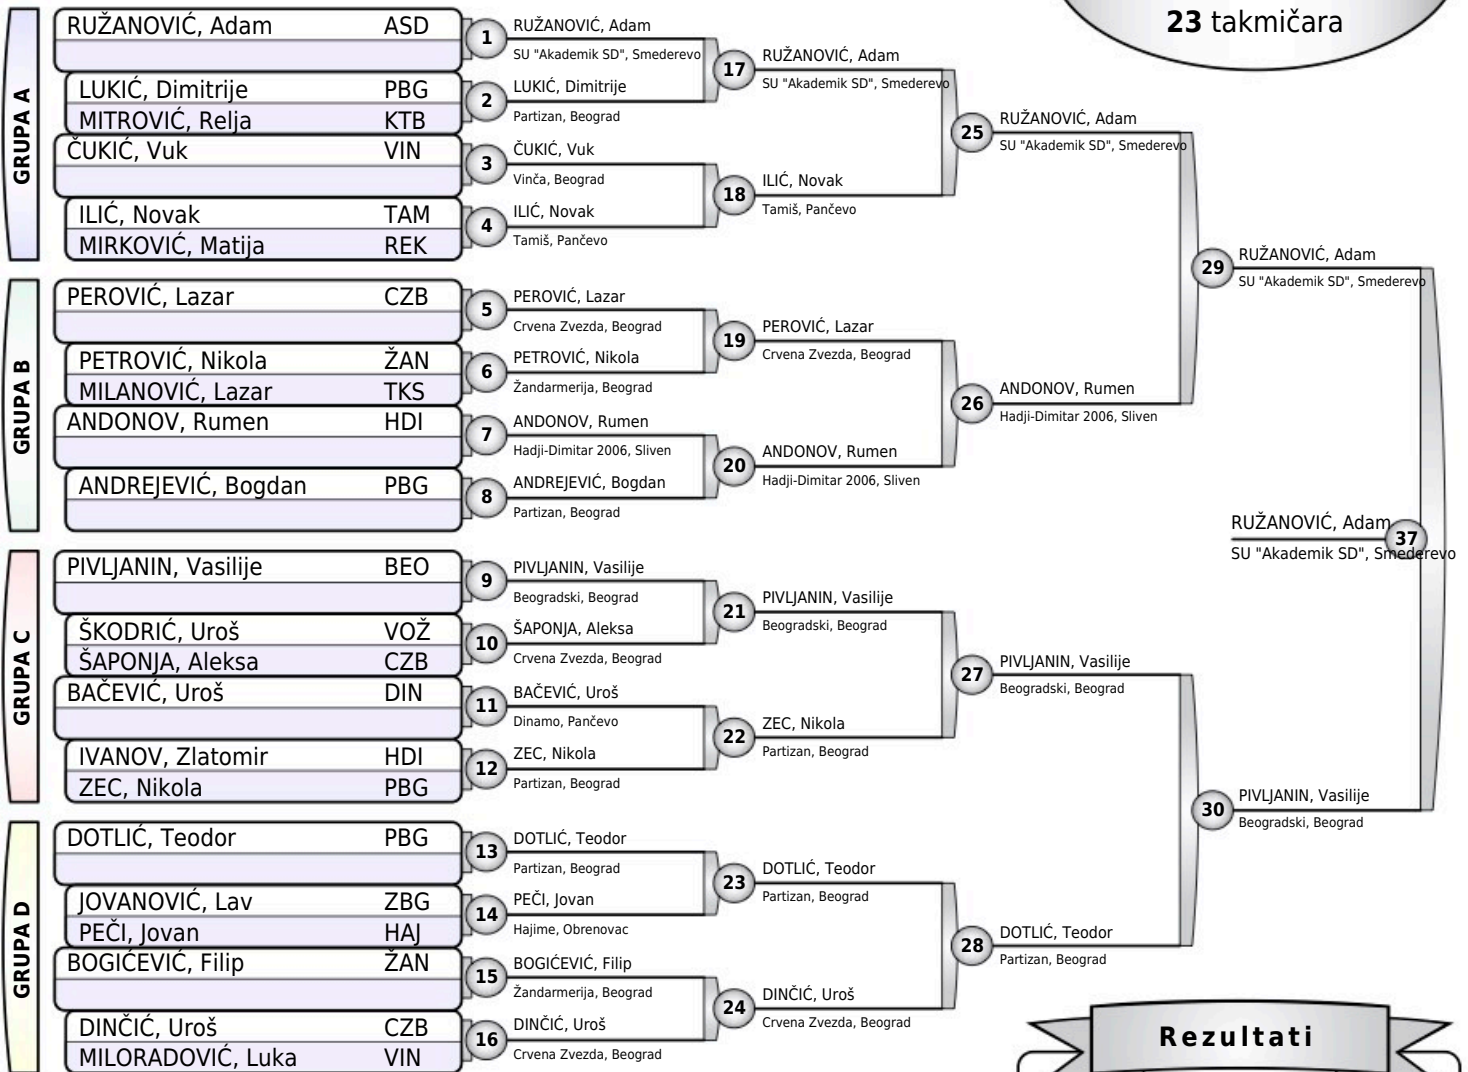 23 takmičara
GRUPA A
RUŽANOVIĆ, Adam ASD
LUKIĆ, Dimitrije PBG
MITROVIĆ, Relja KTB
ČUKIĆ, Vuk VIN
ILIĆ, Novak TAM
MIRKOVIĆ, Matija REK
GRUPA B
PEROVIĆ, Lazar CZB
PETROVIĆ, Nikola ŽAN
MILANOVIĆ, Lazar TKS
ANDONOV, Rumen HDI
ANDREJEVIĆ, Bogdan PBG
GRUPA C
PIVLJANIN, Vasilije BEO
ŠKODRIĆ, Uroš VOŽ
ŠAPONJA, Aleksa CZB
BAČEVIĆ, Uroš DIN
IVANOV, Zlatomir HDI
ZEC, Nikola PBG
GRUPA D
DOTLIĆ, Teodor PBG
JOVANOVIĆ, Lav ZBG
PEČI, Jovan HAJ
BOGIĆEVIĆ, Filip ŽAN
DINČIĆ, Uroš CZB
MILORADOVIĆ, Luka VIN
1 RUŽANOVIĆ, Adam
SU "Akademik SD", Smederevo
2 LUKIĆ, Dimitrije
Partizan, Beograd
3 ČUKIĆ, Vuk
Vinča, Beograd
4 ILIĆ, Novak
Tamiš, Pančevo
5 PEROVIĆ, Lazar
Crvena Zvezda, Beograd
6 PETROVIĆ, Nikola
Žandarmerija, Beograd
7 ANDONOV, Rumen
Hadji-Dimitar 2006, Sliven
8 ANDREJEVIĆ, Bogdan
Partizan, Beograd
9 PIVLJANIN, Vasilije
Beogradski, Beograd
10 ŠAPONJA, Aleksa
Crvena Zvezda, Beograd
11 BAČEVIĆ, Uroš
Dinamo, Pančevo
12 ZEC, Nikola
Partizan, Beograd
13 DOTLIĆ, Teodor
Partizan, Beograd
14 PEČI, Jovan
Hajime, Obrenovac
15 BOGIĆEVIĆ, Filip
Žandarmerija, Beograd
16 DINČIĆ, Uroš
Crvena Zvezda, Beograd
17 RUŽANOVIĆ, Adam
SU "Akademik SD", Smederevo
18 ILIĆ, Novak
Tamiš, Pančevo
19 PEROVIĆ, Lazar
Crvena Zvezda, Beograd
20 ANDONOV, Rumen
Hadji-Dimitar 2006, Sliven
21 PIVLJANIN, Vasilije
Beogradski, Beograd
22 ZEC, Nikola
Partizan, Beograd
23 DOTLIĆ, Teodor
Partizan, Beograd
24 DINČIĆ, Uroš
Crvena Zvezda, Beograd
25 RUŽANOVIĆ, Adam
SU "Akademik SD", Smederevo
26 ANDONOV, Rumen
Hadji-Dimitar 2006, Sliven
27 PIVLJANIN, Vasilije
Beogradski, Beograd
28 DOTLIĆ, Teodor
Partizan, Beograd
29 RUŽANOVIĆ, Adam
SU "Akademik SD", Smederevo
30 PIVLJANIN, Vasilije
Beogradski, Beograd
RUŽANOVIĆ, Adam 37
SU "Akademik SD", Smederevo
Rezultati